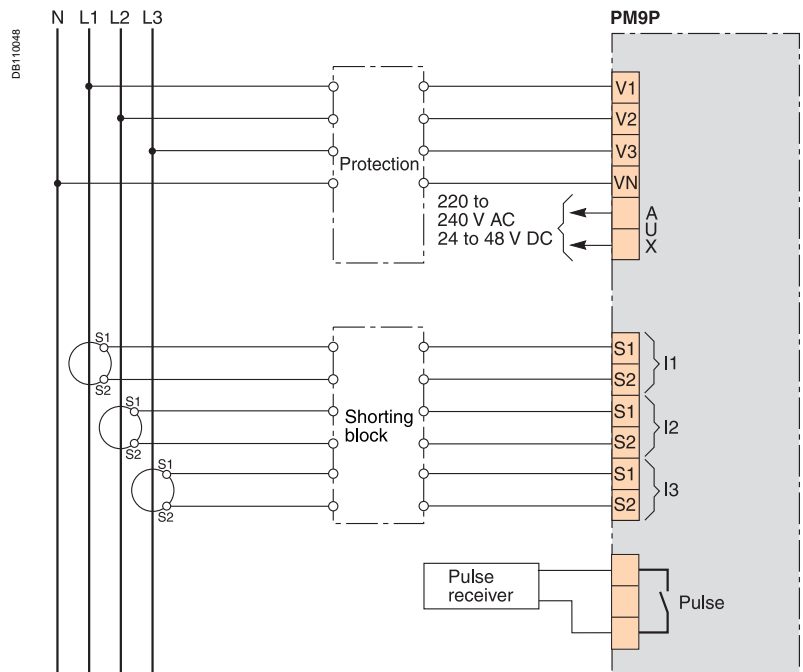 N L1 L2 L3
PM9P
DB110048
V1
V2
V3
VN
Protection
220 to
240 V AC
24 to 48 V DC
A
U
X
S1
S2
S1
S2
S1
S2
Shorting
block
S1
S2
I1
S1
S2
I2
S1
S2
I3
Pulse
receiver
Pulse